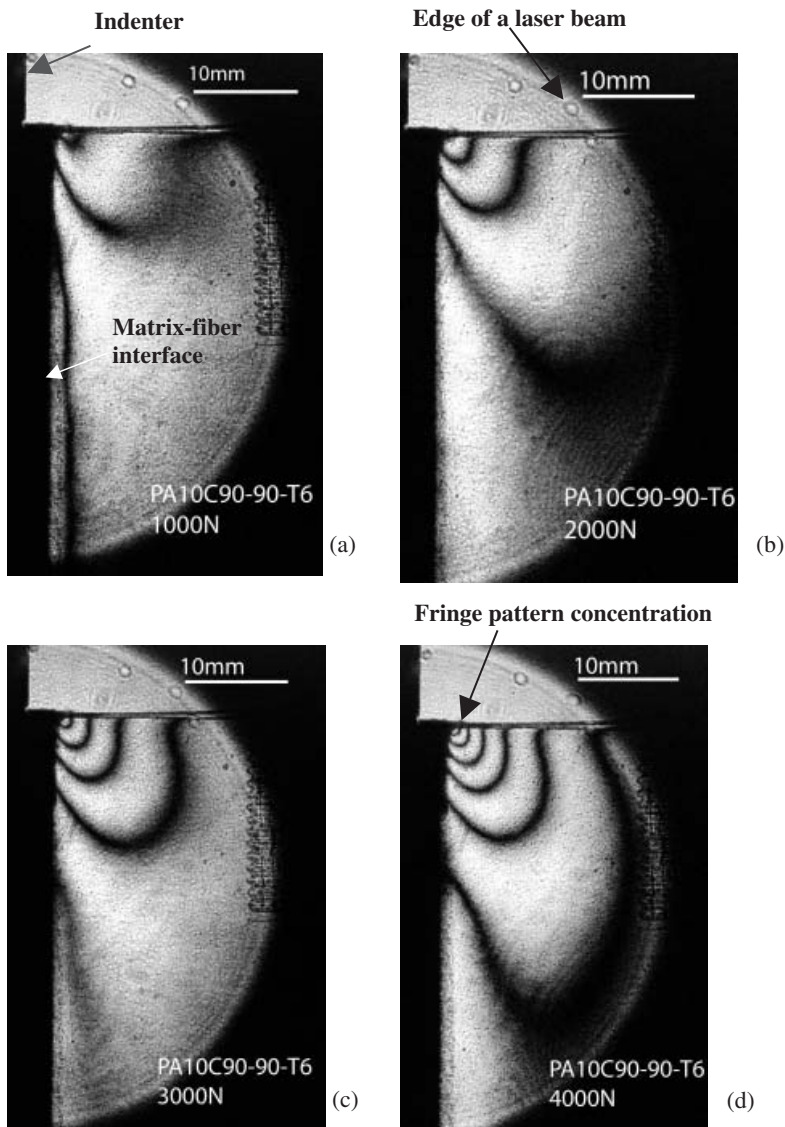 Indenter
10mm
Matrix-fiber
interface
PA10C90-90-T6
1000N
(a)
Edge of a laser beam
10mm
PA10C90-90-T6
2000N
(b)
10mm
PA10C90-90-T6
3000N
(c)
Fringe pattern concentration
10mm
PA10C90-90-T6
4000N
(d)